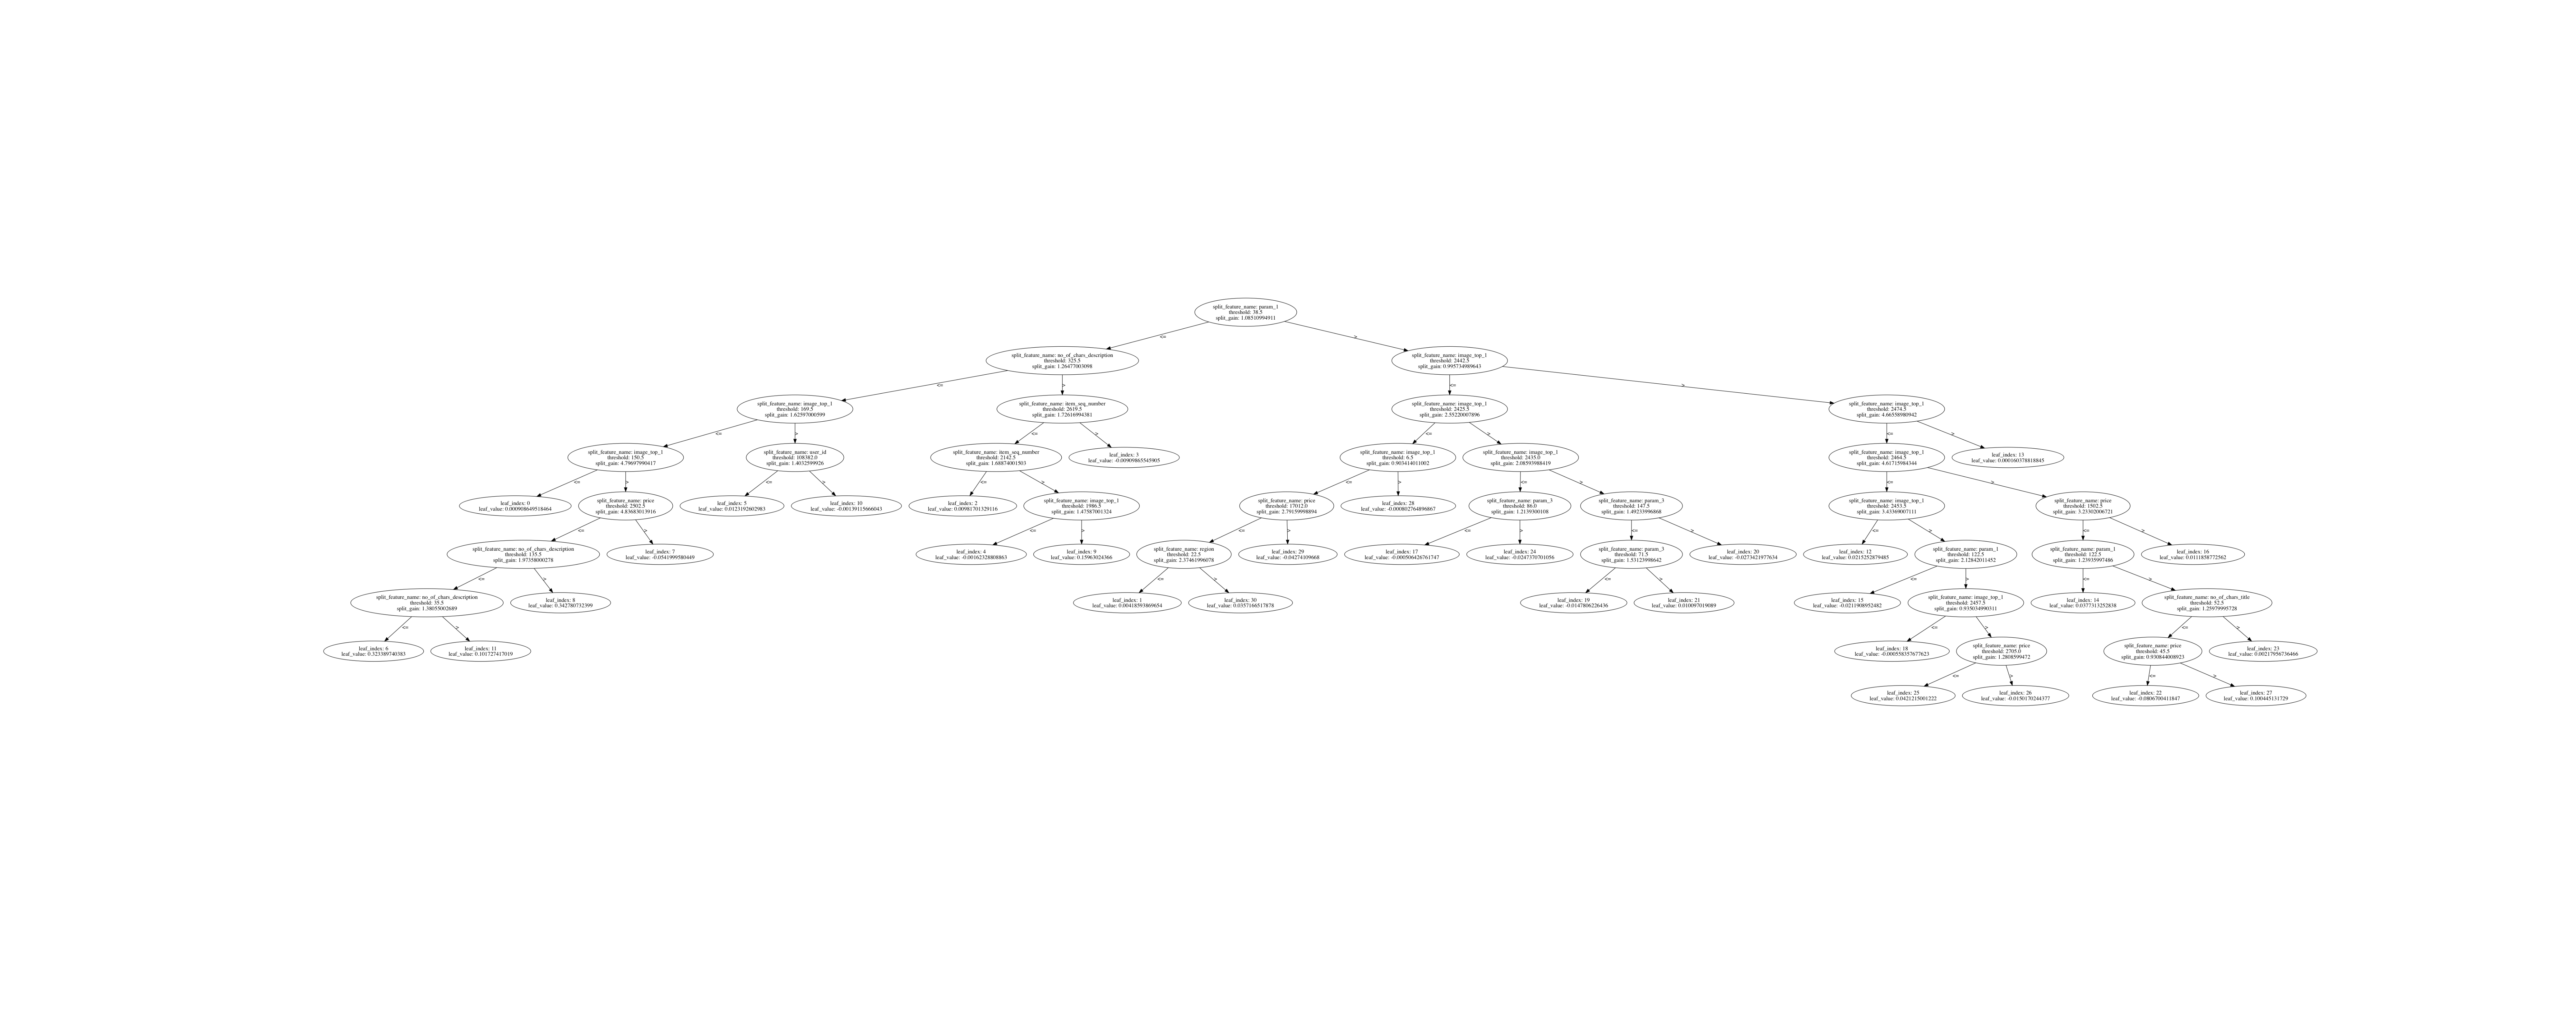 split_feature_name: param_1
threshold: 38.5
split_gain: 1.08510994911
<=
>
split_feature_name: no_of_chars_description
threshold: 325.5
split_gain: 1.26477003098
split_feature_name: image_top_1
threshold: 2442.5
split_gain: 0.995734989643
<=
>
<=
>
split_feature_name: image_top_1
threshold: 169.5
split_gain: 1.62597000599
split_feature_name: item_seq_number
threshold: 2619.5
split_gain: 1.72616994381
split_feature_name: image_top_1
threshold: 2425.5
split_gain: 2.55220007896
split_feature_name: image_top_1
threshold: 2474.5
split_gain: 4.66558980942
<=
>
<=
>
<=
>
<=
>
split_feature_name: image_top_1
threshold: 150.5
split_gain: 4.79697990417
split_feature_name: user_id
threshold: 108382.0
split_gain: 1.4032599926
split_feature_name: item_seq_number
threshold: 2142.5
split_gain: 1.68874001503
leaf_index: 3
leaf_value: -0.00909865545905
split_feature_name: image_top_1
threshold: 6.5
split_gain: 0.903414011002
split_feature_name: image_top_1
threshold: 2435.0
split_gain: 2.08593988419
split_feature_name: image_top_1
threshold: 2464.5
split_gain: 4.61715984344
leaf_index: 13
leaf_value: 0.000160378818845
<=
>
<=
>
<=
>
<=
>
<=
>
<=
>
leaf_index: 0
leaf_value: 0.000908649518464
split_feature_name: price
threshold: 2502.5
split_gain: 4.83683013916
leaf_index: 5
leaf_value: 0.0123192602983
leaf_index: 10
leaf_value: -0.00139115666043
leaf_index: 2
leaf_value: 0.00981701329116
split_feature_name: image_top_1
threshold: 1986.5
split_gain: 1.47587001324
split_feature_name: price
threshold: 17012.0
split_gain: 2.79159998894
leaf_index: 28
leaf_value: -0.000802764896867
split_feature_name: param_3
threshold: 86.0
split_gain: 1.2139300108
split_feature_name: param_3
threshold: 147.5
split_gain: 1.49233996868
split_feature_name: image_top_1
threshold: 2453.5
split_gain: 3.43369007111
split_feature_name: price
threshold: 1502.5
split_gain: 3.23302006721
<=
>
<=
>
<=
>
<=
>
<=
>
<=
>
<=
>
split_feature_name: no_of_chars_description
threshold: 135.5
split_gain: 1.97358000278
leaf_index: 7
leaf_value: -0.0541999580449
leaf_index: 4
leaf_value: -0.00162328808863
leaf_index: 9
leaf_value: 0.15963024366
split_feature_name: region
threshold: 22.5
split_gain: 2.37461996078
leaf_index: 29
leaf_value: -0.04274109668
leaf_index: 17
leaf_value: -0.000506426761747
leaf_index: 24
leaf_value: -0.0247370701056
split_feature_name: param_3
threshold: 71.5
split_gain: 1.53123998642
leaf_index: 20
leaf_value: -0.0273421977634
leaf_index: 12
leaf_value: 0.0215252879485
split_feature_name: param_1
threshold: 122.5
split_gain: 2.12842011452
split_feature_name: param_1
threshold: 122.5
split_gain: 1.23935997486
leaf_index: 16
leaf_value: 0.0111858772562
<=
>
<=
>
<=
>
<=
>
<=
>
split_feature_name: no_of_chars_description
threshold: 35.5
split_gain: 1.38055002689
leaf_index: 8
leaf_value: 0.342780732399
leaf_index: 1
leaf_value: 0.00418593869654
leaf_index: 30
leaf_value: 0.0357146517878
leaf_index: 19
leaf_value: -0.0147806226436
leaf_index: 21
leaf_value: 0.010097019089
leaf_index: 15
leaf_value: -0.0211908952482
split_feature_name: image_top_1
threshold: 2457.5
split_gain: 0.935034990311
leaf_index: 14
leaf_value: 0.0377313252838
split_feature_name: no_of_chars_title
threshold: 52.5
split_gain: 1.25979995728
<=
>
<=
>
<=
>
leaf_index: 6
leaf_value: 0.323389740383
leaf_index: 11
leaf_value: 0.101727417019
leaf_index: 18
leaf_value: -0.000558357677623
split_feature_name: price
threshold: 2705.0
split_gain: 1.2808599472
split_feature_name: price
threshold: 45.5
split_gain: 0.930844008923
leaf_index: 23
leaf_value: 0.00217956736466
<=
>
<=
>
leaf_index: 25
leaf_value: 0.0421215001222
leaf_index: 26
leaf_value: -0.0150170244377
leaf_index: 22
leaf_value: -0.0806700411847
leaf_index: 27
leaf_value: 0.100445131729